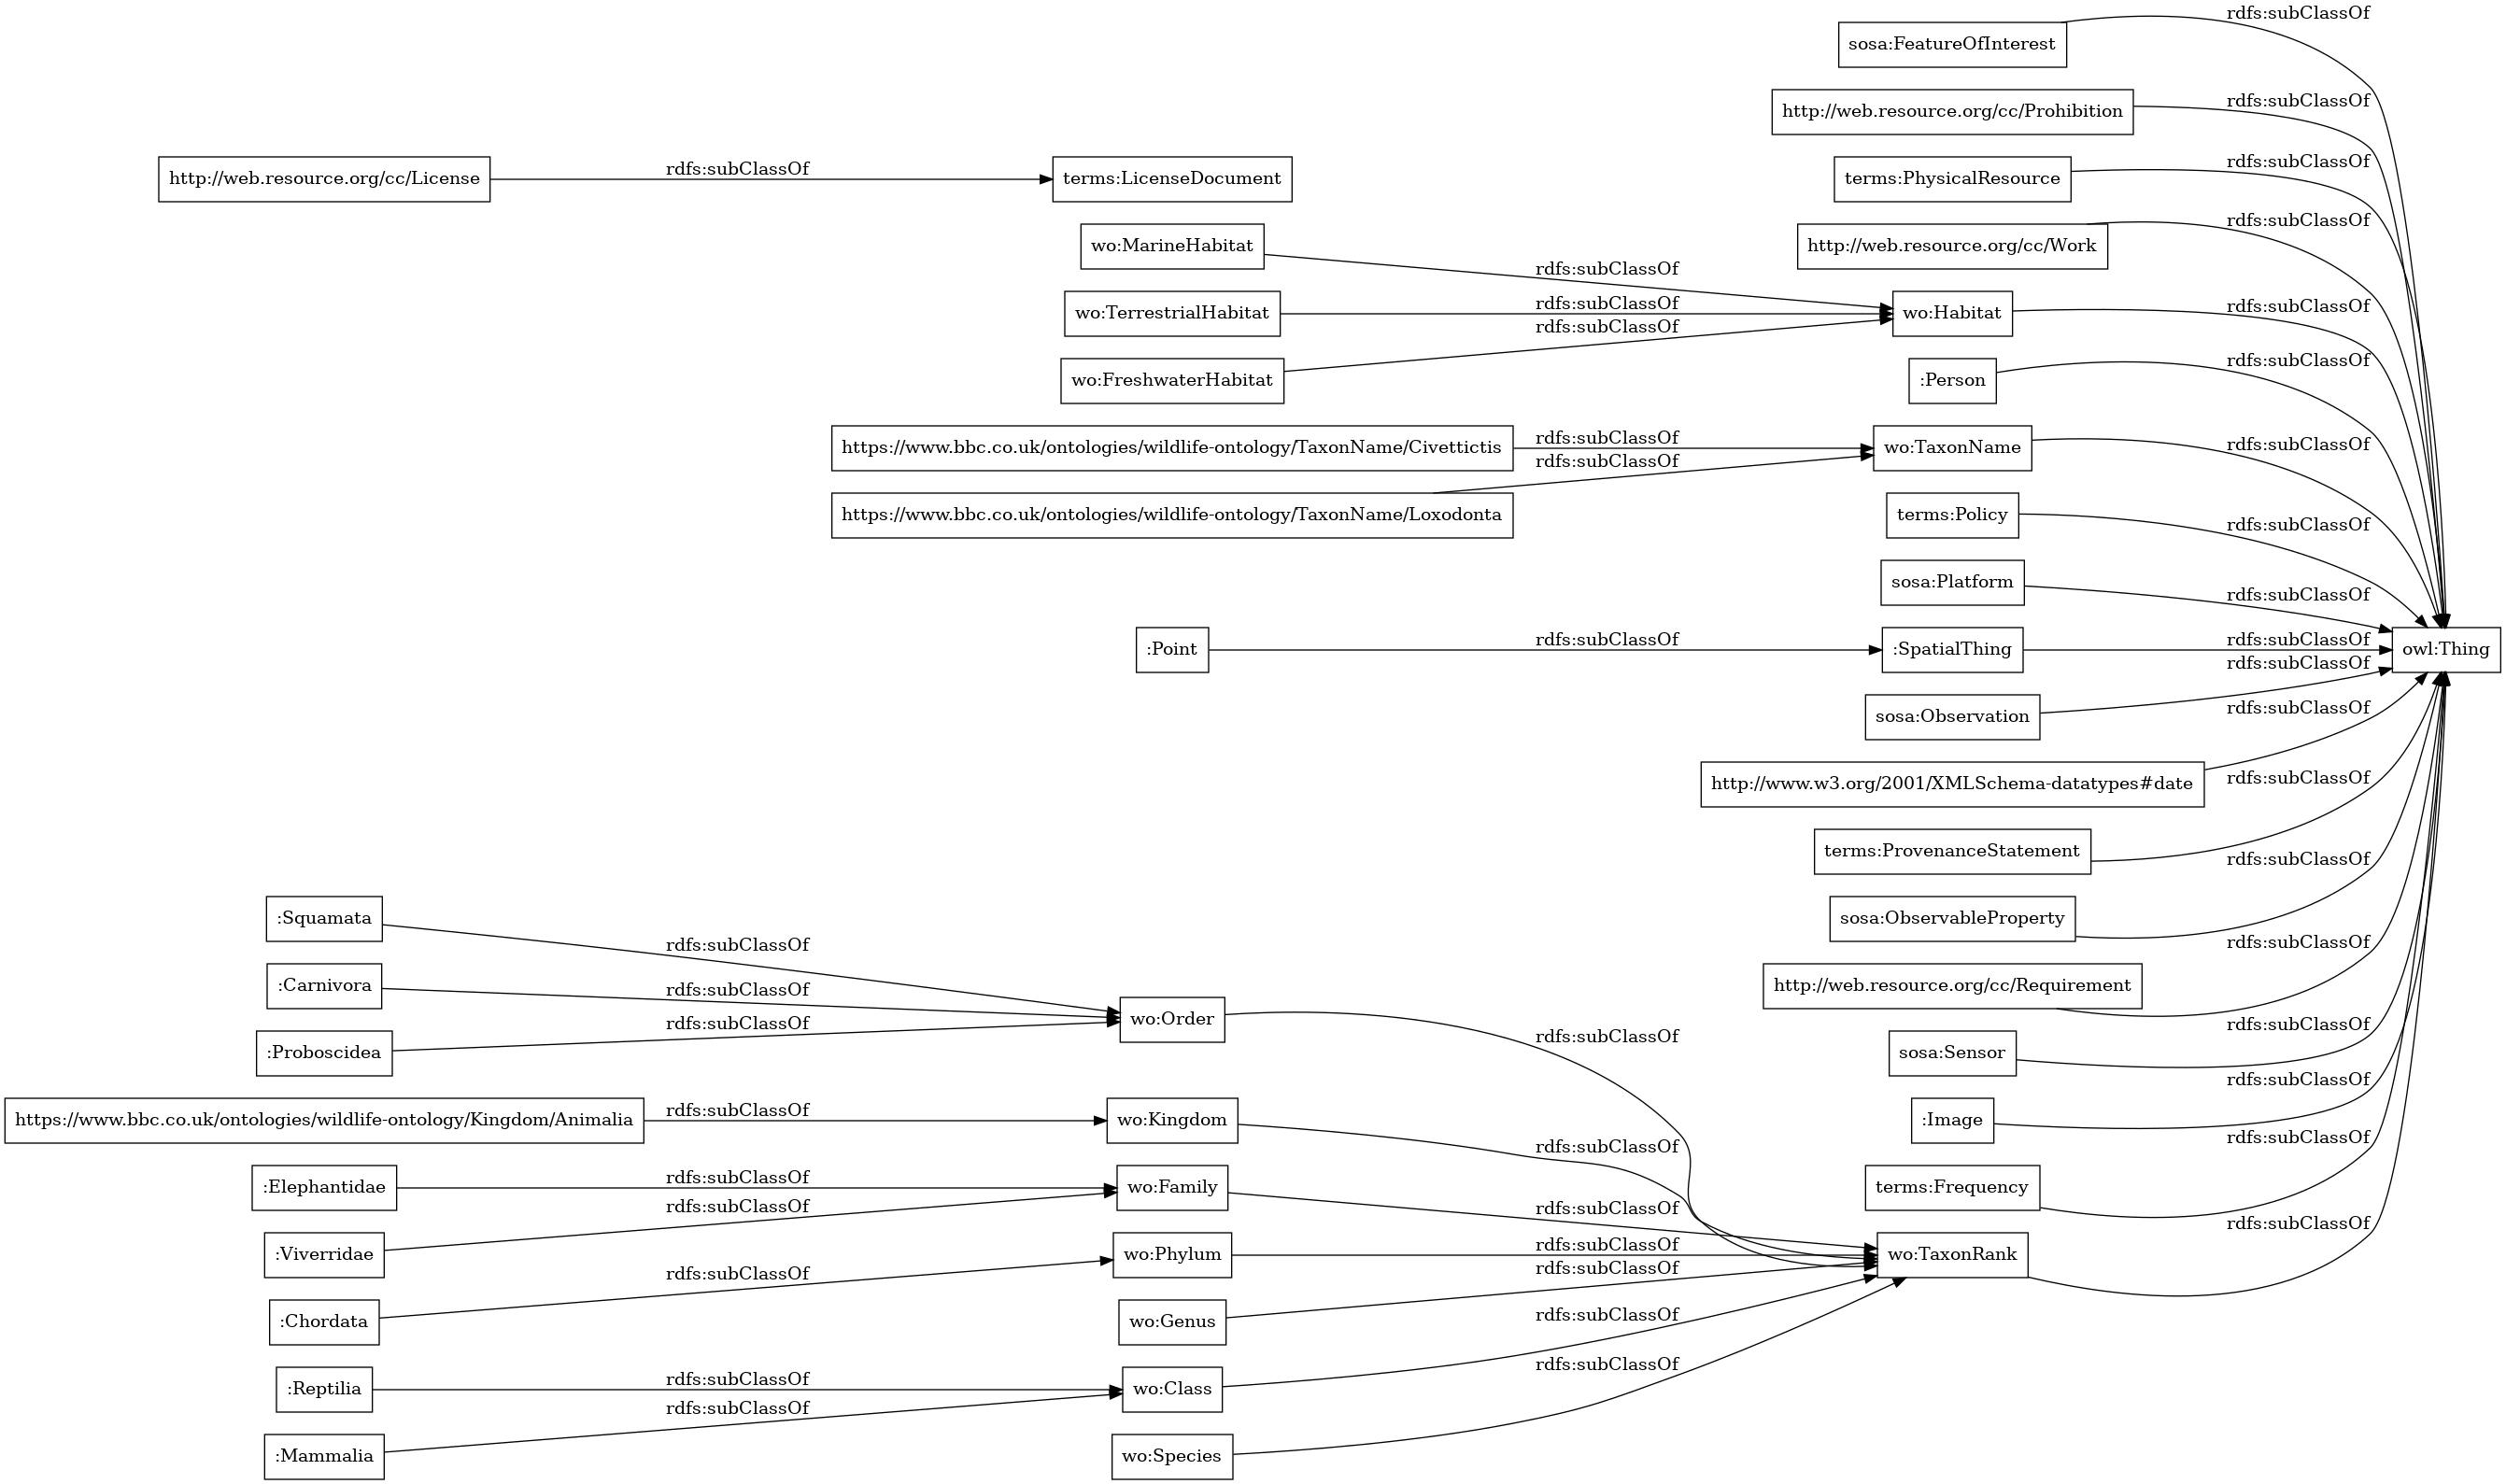 rdfs:subClassOf
sosa:FeatureOfInterest
rdfs:subClassOf
http://web.resource.org/cc/Prohibition
rdfs:subClassOf
http://web.resource.org/cc/License
rdfs:subClassOf
terms:LicenseDocument
terms:PhysicalResource
rdfs:subClassOf
wo:MarineHabitat
http://web.resource.org/cc/Work
rdfs:subClassOf
rdfs:subClassOf
wo:TerrestrialHabitat
rdfs:subClassOf
wo:Habitat
rdfs:subClassOf
rdfs:subClassOf
wo:FreshwaterHabitat
:Person
rdfs:subClassOf
https://www.bbc.co.uk/ontologies/wildlife-ontology/TaxonName/Civettictis
rdfs:subClassOf
wo:TaxonName
rdfs:subClassOf
rdfs:subClassOf
https://www.bbc.co.uk/ontologies/wildlife-ontology/TaxonName/Loxodonta
terms:Policy
rdfs:subClassOf
sosa:Platform
rdfs:subClassOf
:Point
rdfs:subClassOf
:SpatialThing
rdfs:subClassOf
owl:Thing
rdfs:subClassOf
sosa:Observation
rdfs:subClassOf
http://www.w3.org/2001/XMLSchema-datatypes#date
rdfs:subClassOf
terms:ProvenanceStatement
rdfs:subClassOf
:Squamata
rdfs:subClassOf
sosa:ObservableProperty
rdfs:subClassOf
:Carnivora
rdfs:subClassOf
http://web.resource.org/cc/Requirement
wo:Order
rdfs:subClassOf
rdfs:subClassOf
:Proboscidea
rdfs:subClassOf
sosa:Sensor
rdfs:subClassOf
https://www.bbc.co.uk/ontologies/wildlife-ontology/Kingdom/Animalia
rdfs:subClassOf
wo:Kingdom
rdfs:subClassOf
:Image
rdfs:subClassOf
:Elephantidae
rdfs:subClassOf
wo:Family
rdfs:subClassOf
terms:Frequency
rdfs:subClassOf
:Viverridae
rdfs:subClassOf
wo:Phylum
rdfs:subClassOf
wo:TaxonRank
:Chordata
rdfs:subClassOf
wo:Genus
rdfs:subClassOf
rdfs:subClassOf
:Reptilia
rdfs:subClassOf
wo:Class
rdfs:subClassOf
:Mammalia
rdfs:subClassOf
wo:Species